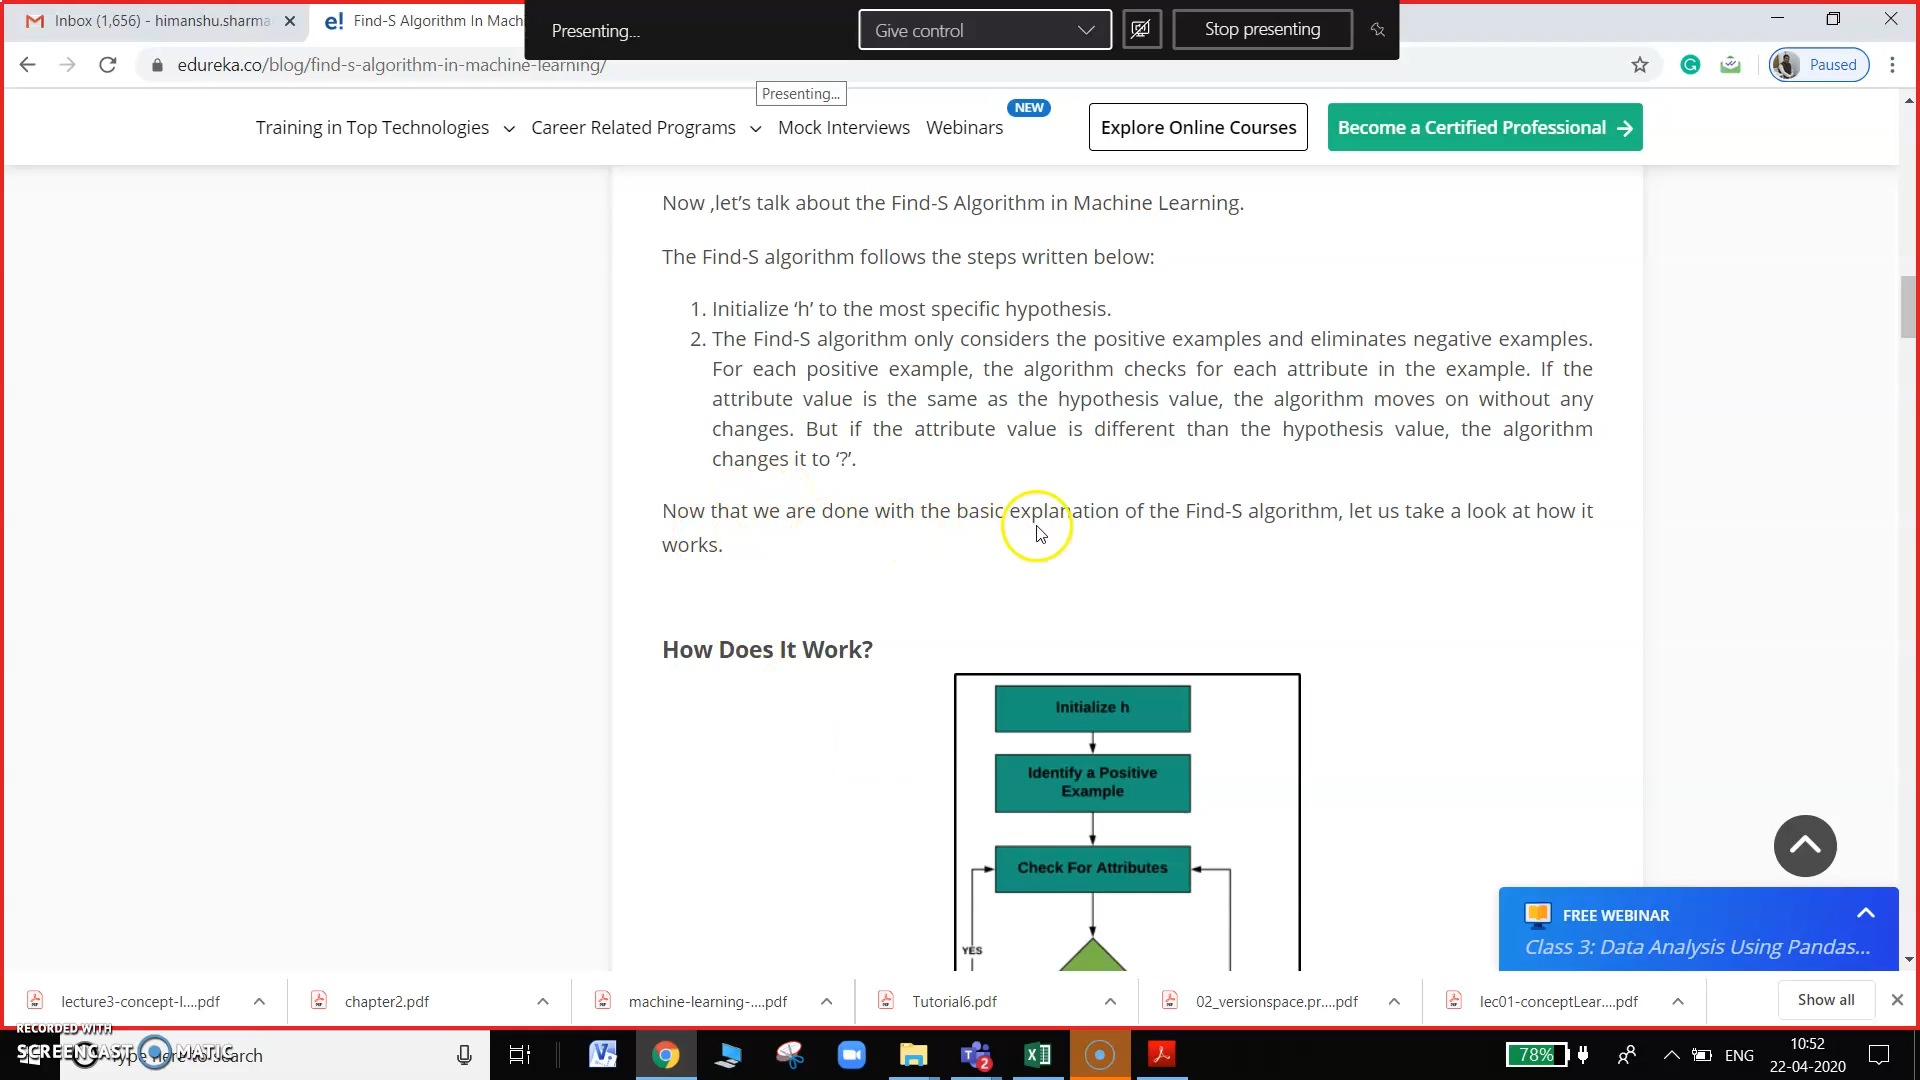 Inbox (1,656) - himanshu.sharma
Find-S Algorithm In Machi
Presenting...
Give control
Stop presenting
edureka.co/blog/find-s-algorithm-in-machine-learning/
Paused
Presenting...
NEW
Training in Top Technologies
Career Related Programs
Mock Interviews
Webinars
Explore Online Courses
Become a Certified Professional
Now ,let's talk about the Find-S Algorithm in Machine Learning.
The Find-S algorithm follows the steps written below:
1. Initialize ‘h’ to the most specific hypothesis.
2. The Find-S algorithm only considers the positive examples and eliminates negative examples.
For each positive example, the algorithm checks for each attribute in the example. If the
attribute value is the same as the hypothesis value, the algorithm moves on without any
changes. But if the attribute value is different than the hypothesis value, the algorithm
changes it to ‘?’.
Now that we are done with the basic explanation of the Find-S algorithm, let us take a look at how it
works.
How Does It Work?
Initialize h
Identify a Positive
Example
Check For Attributes
YES
FREE WEBINAR
Class 3: Data Analysis Using Pandas...
lecture3-concept-l....pdf
chapter2.pdf
machine-learning-....pdf
Tutorial6.pdf
02_versionspace.pr....pdf
lec01-conceptLear....pdf
Show all
RECORDED WITH
SCREENCAST MATIC
Type here to search
2
78%
ENG
10:52
22-04-2020